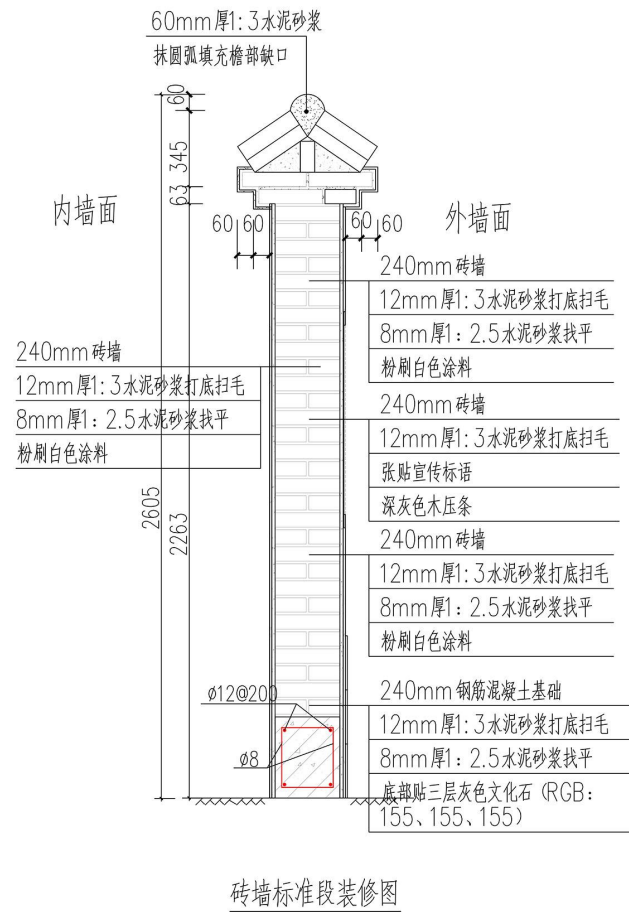 60mm厚1：3水泥砂浆
抹圆弧填充檐部缺口
60
345
63
内墙面
外墙面
60 60
60 60
240mm砖墙
12mm厚1：3水泥砂浆打底扫毛
8mm厚1：2.5水泥砂浆找平
粉刷白色涂料
240mm砖墙
12mm厚1：3水泥砂浆打底扫毛
8mm厚1：2.5水泥砂浆找平
粉刷白色涂料
240mm砖墙
12mm厚1：3水泥砂浆打底扫毛
张贴宣传标语
深灰色木压条
2605
2263
240mm砖墙
12mm厚1：3水泥砂浆打底扫毛
8mm厚1：2.5水泥砂浆找平
粉刷白色涂料
ø12@200
ø8
240mm钢筋混凝土基础
12mm厚1：3水泥砂浆打底扫毛
8mm厚1：2.5水泥砂浆找平
底部贴三层灰色文化石（RGB：
155、155、155）
砖墙标准段装修图